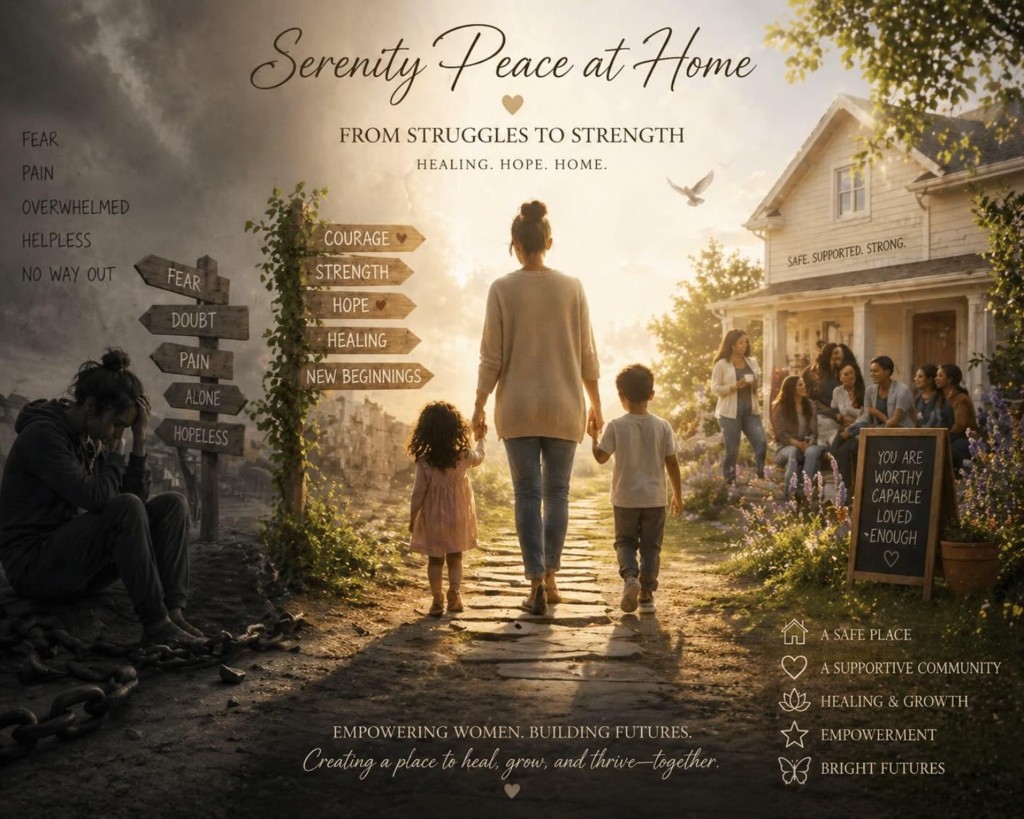 Serenity Peace at Home
FROM STRUGGLES TO STRENGTH
HEALING. HOPE. HOME.
FEAR
PAIN
OVERWHELMED
HELPLESS
NO WAY OUT
FEAR
DOUBT
PAIN
ALONE
HOPELESS
COURAGE
STRENGTH
HOPE
HEALING
NEW BEGINNINGS
SAFE. SUPPORTED. STRONG.
YOU ARE
WORTHY
CAPABLE
LOVED
ENOUGH
A SAFE PLACE
A SUPPORTIVE COMMUNITY
HEALING & GROWTH
EMPOWERMENT
BRIGHT FUTURES
EMPOWERING WOMEN. BUILDING FUTURES.
Creating a place to heal, grow, and thrive—together.